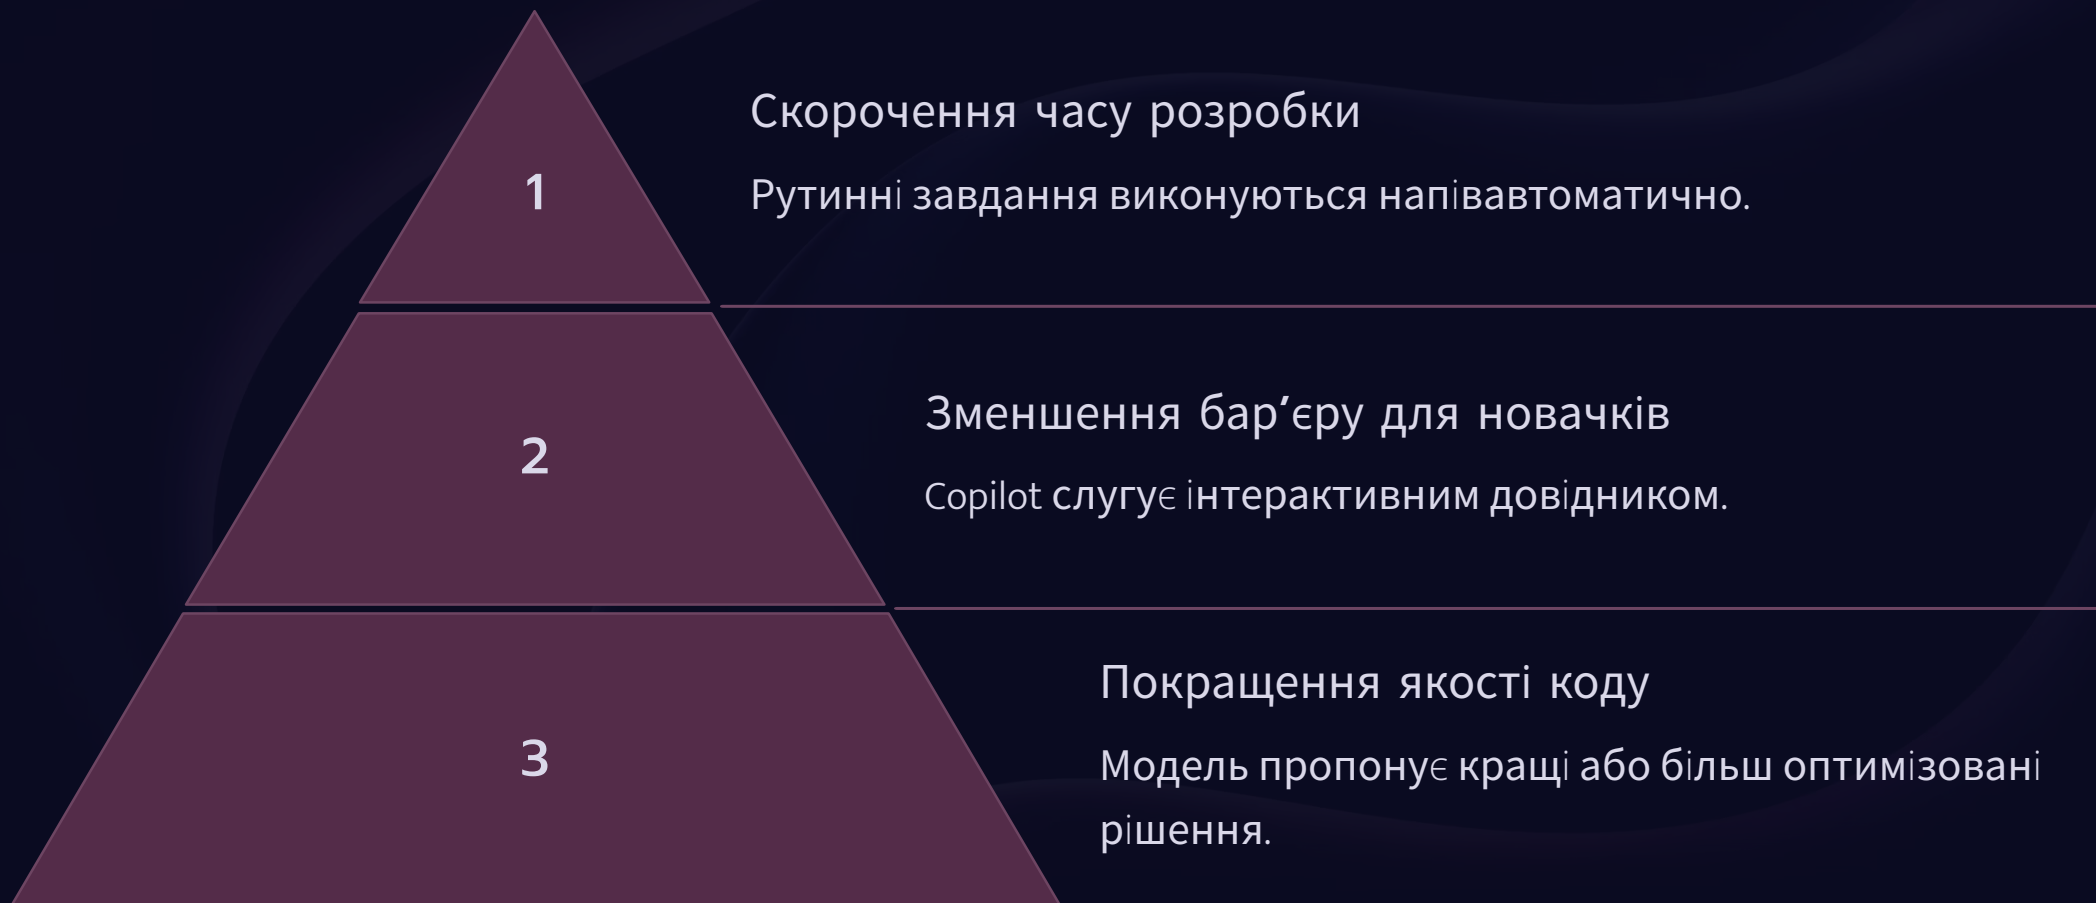 1
Скорочення часу розробки
Рутинні завдання виконуються напівавтоматично.
2
Зменшення бар’єру для новачків
Copilot слугує інтерактивним довідником.
3
Покращення якості коду
Модель пропонує кращі або більш оптимізовані
рішення.